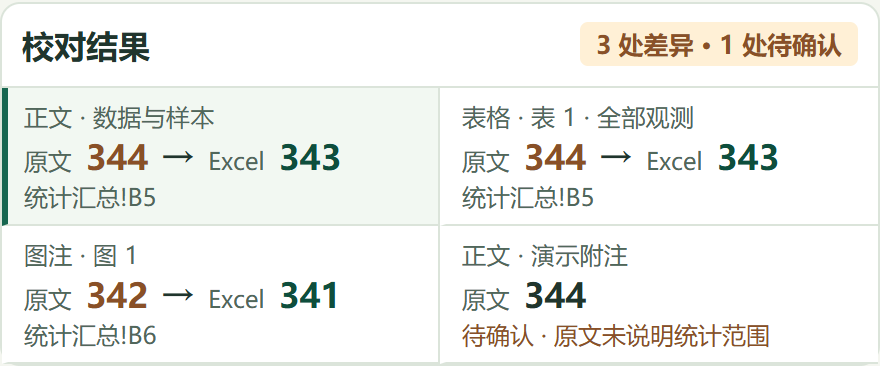 校对结果
3 处差异 · 1 处待确认
正文 · 数据与样本
原文 344 → Excel 343
统计汇总!B5
表格 · 表 1 · 全部观测
原文 344 → Excel 343
统计汇总!B5
图注 · 图 1
原文 342 → Excel 341
统计汇总!B6
正文 · 演示附注
原文 344
待确认 · 原文未说明统计范围